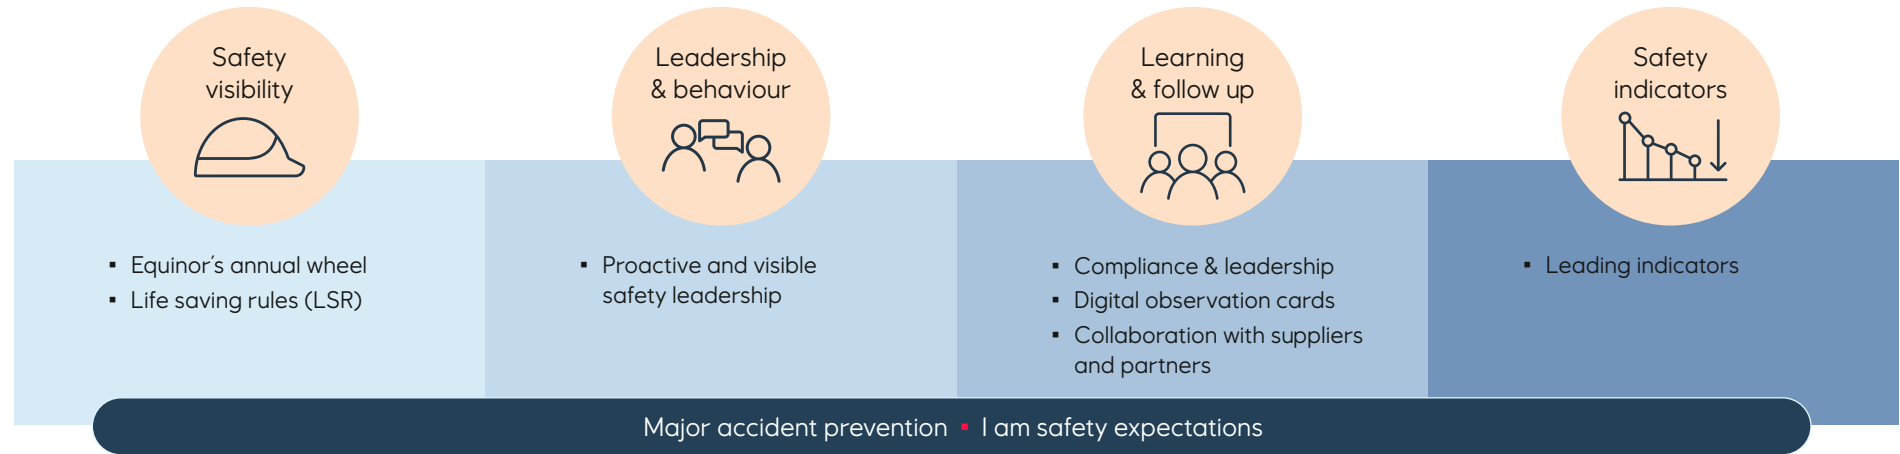 Safety
visibility
Leadership
& behaviour
Learning
& follow up
Safety
indicators
▪ Equinor´s annual wheel
▪ Life saving rules (LSR)
▪ Proactive and visible
safety leadership
▪ Compliance & leadership
▪ Digital observation cards
▪ Collaboration with suppliers
and partners
▪ Leading indicators
Major accident prevention ▪ I am safety expectations